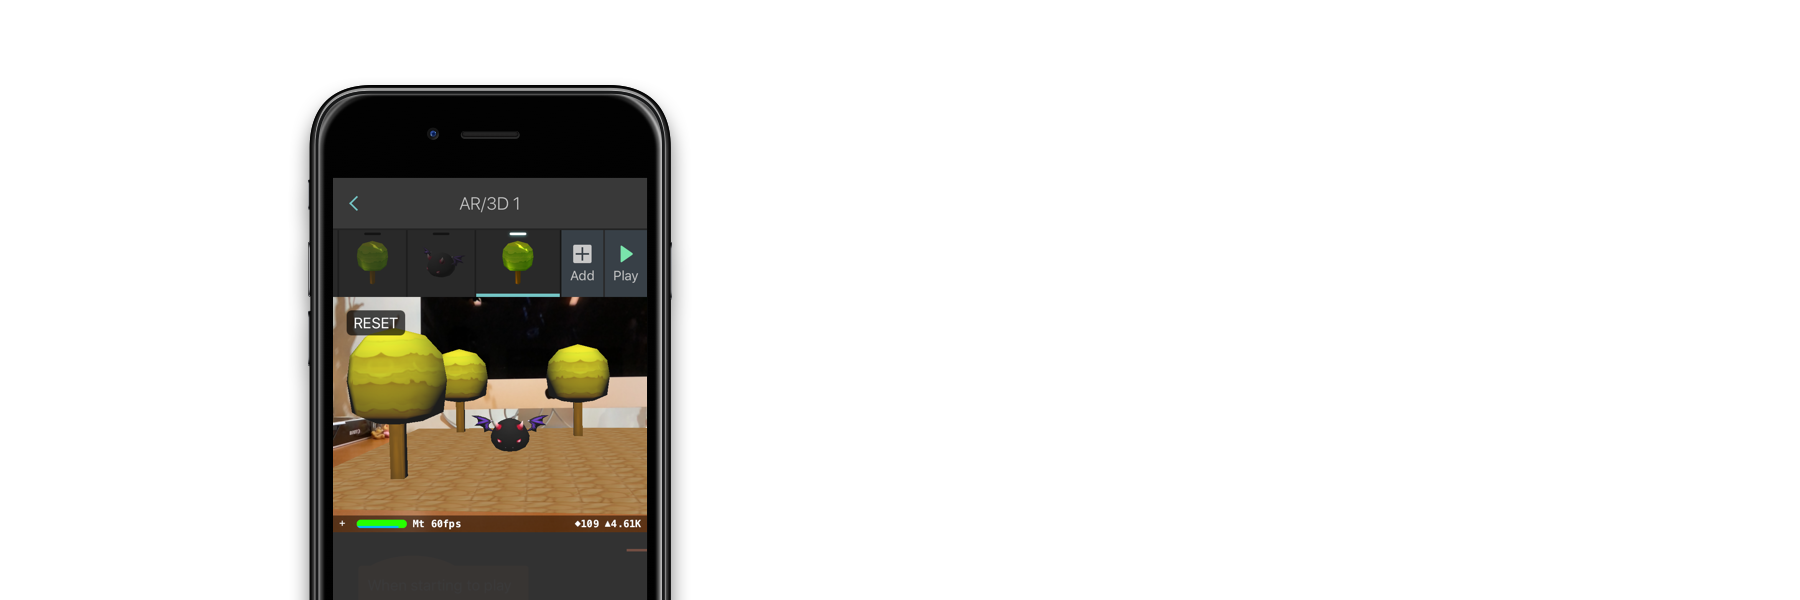 AR/3D 1
Add
Play
RESET
+ Mt 60fps ◆109 ▲4.61K